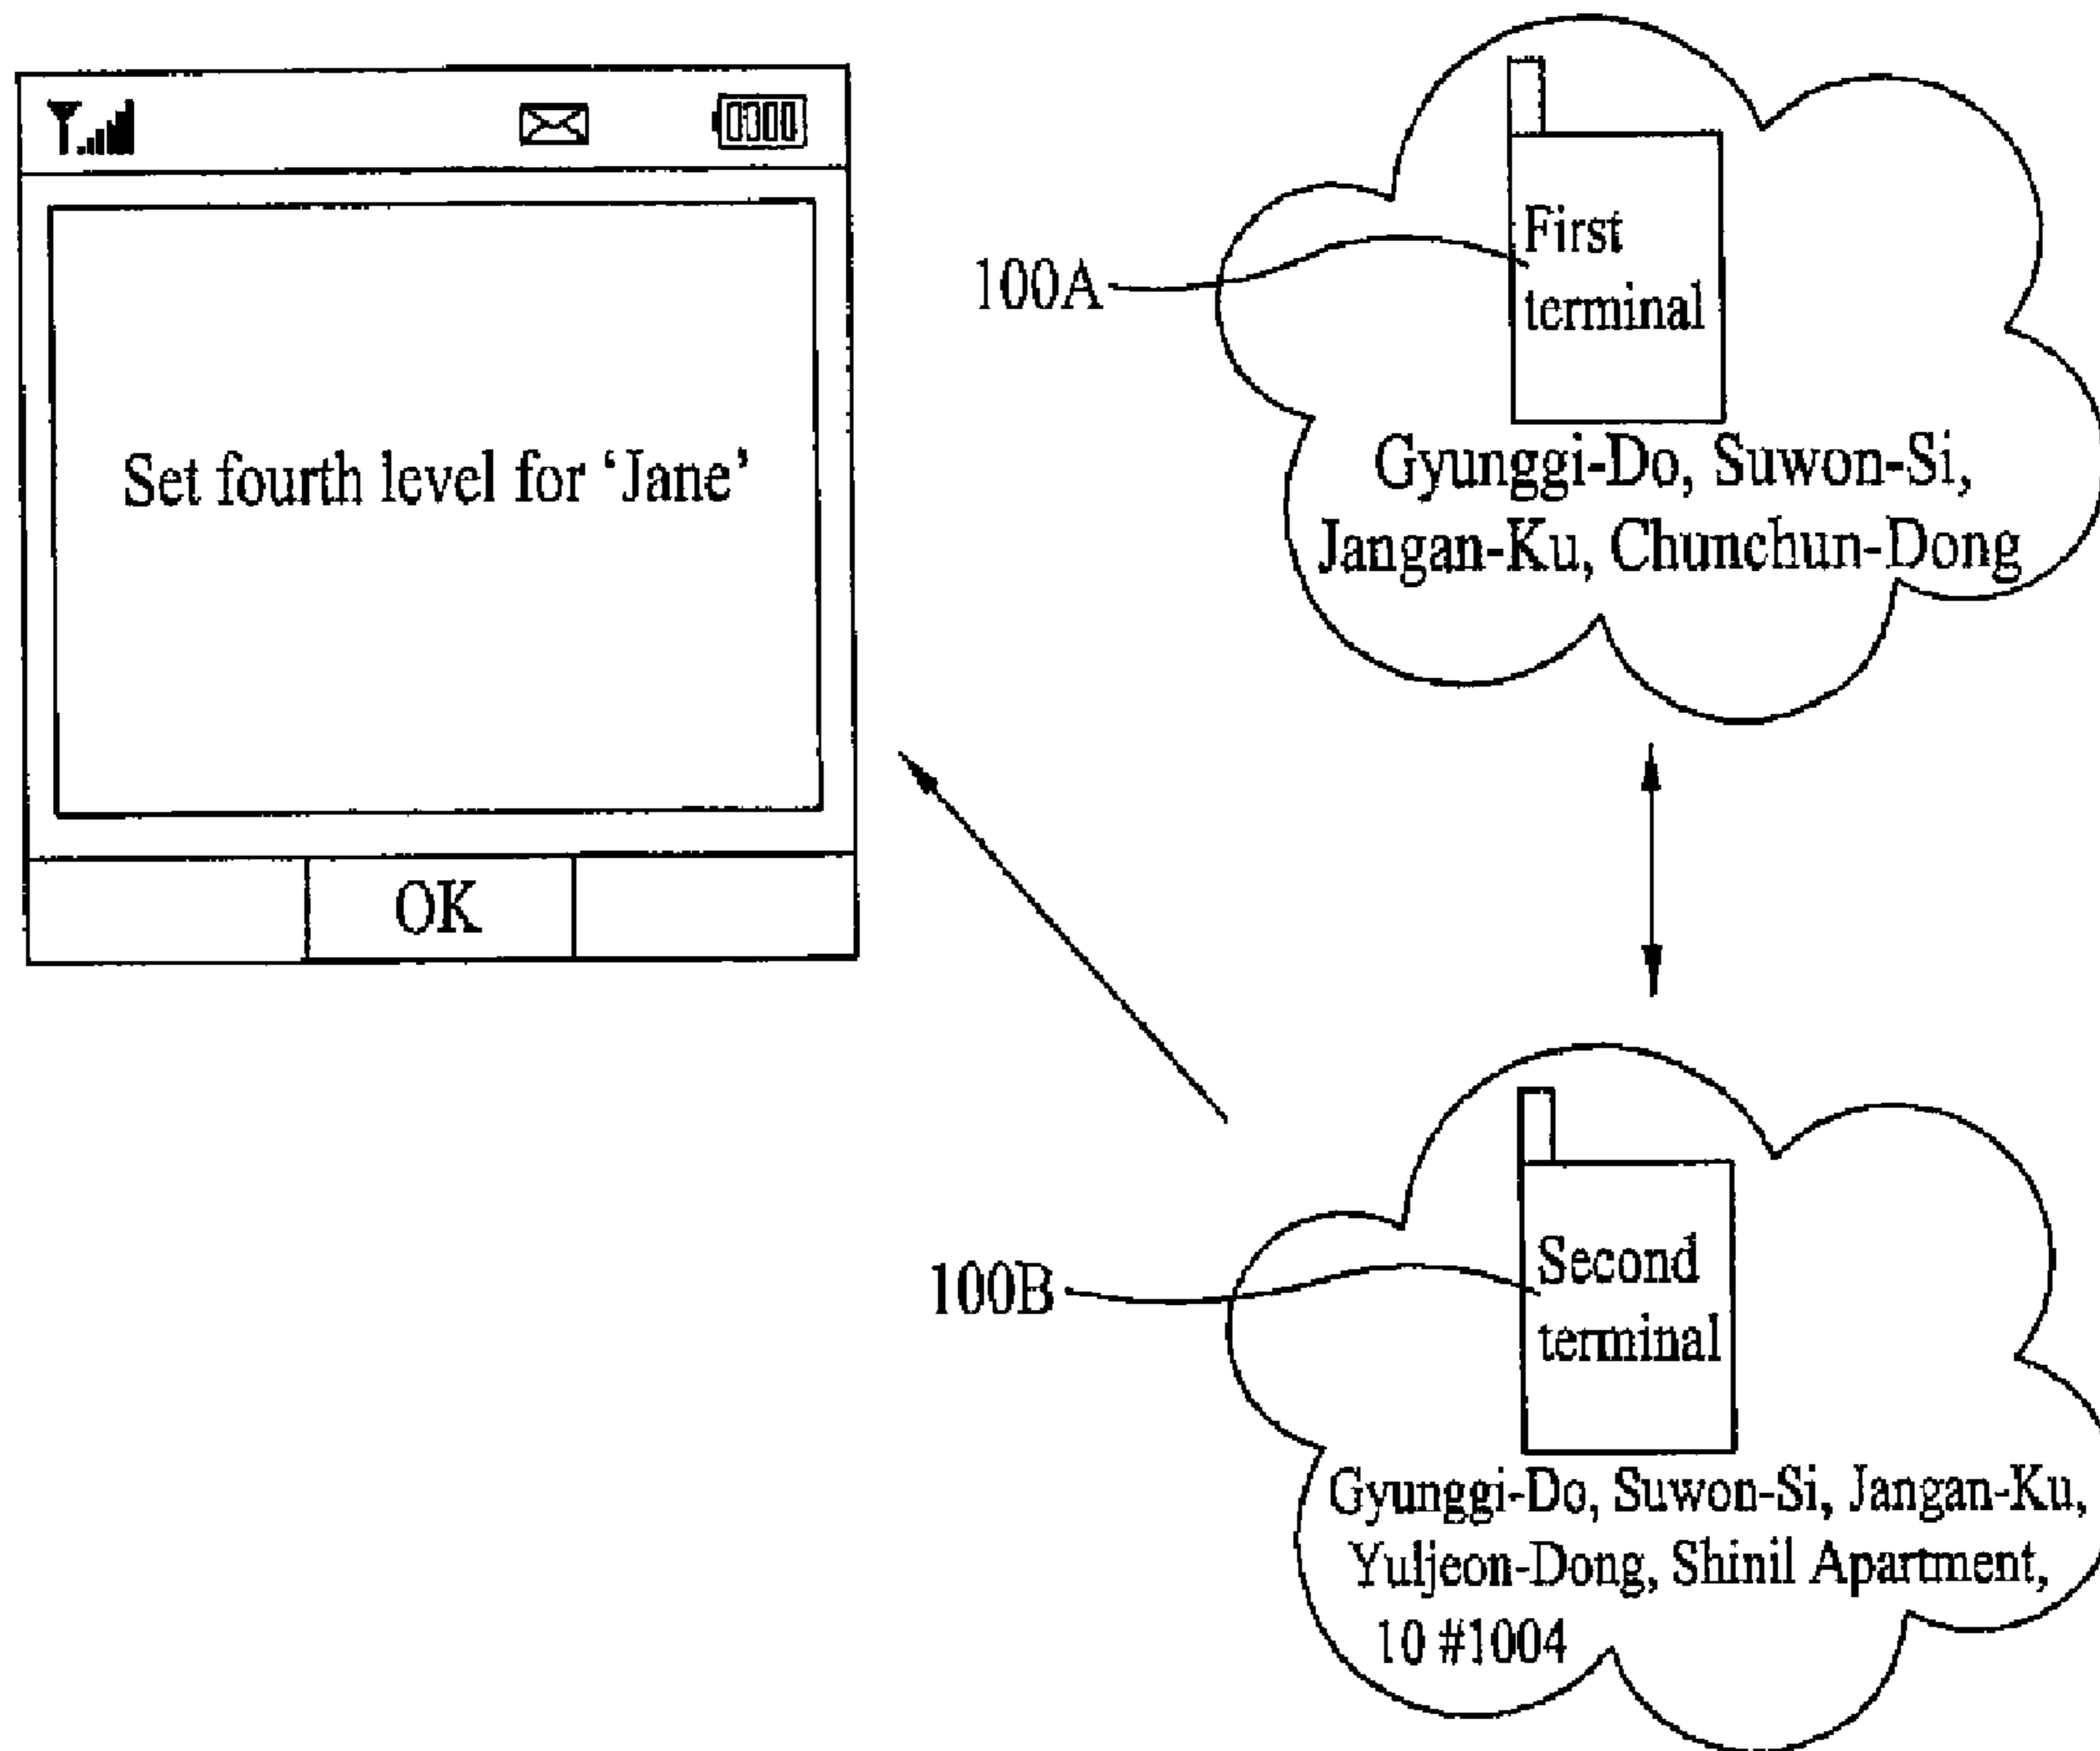 Set fourth level for ‘Jane’
OK
100A
First
terminal
Gyunggi-Do, Suwon-Si,
Jangan-Ku, Chunchun-Dong
100B
Second
terminal
Gyunggi-Do, Suwon-Si, Jangan-Ku,
Yuljeon-Dong, Shinil Apartment,
10 #1004